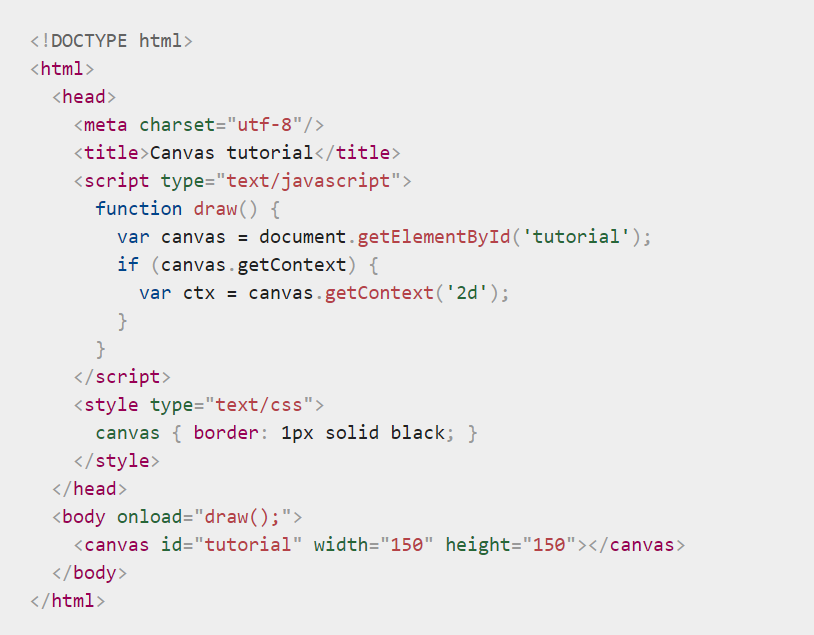 <!DOCTYPE html>
<html>
  <head>
    <meta charset="utf-8"/>
    <title>Canvas tutorial</title>
    <script type="text/javascript">
      function draw() {
        var canvas = document.getElementById('tutorial');
        if (canvas.getContext) {
          var ctx = canvas.getContext('2d');
        }
      }
    </script>
    <style type="text/css">
      canvas { border: 1px solid black; }
    </style>
  </head>
  <body onload="draw();">
    <canvas id="tutorial" width="150" height="150"></canvas>
  </body>
</html>